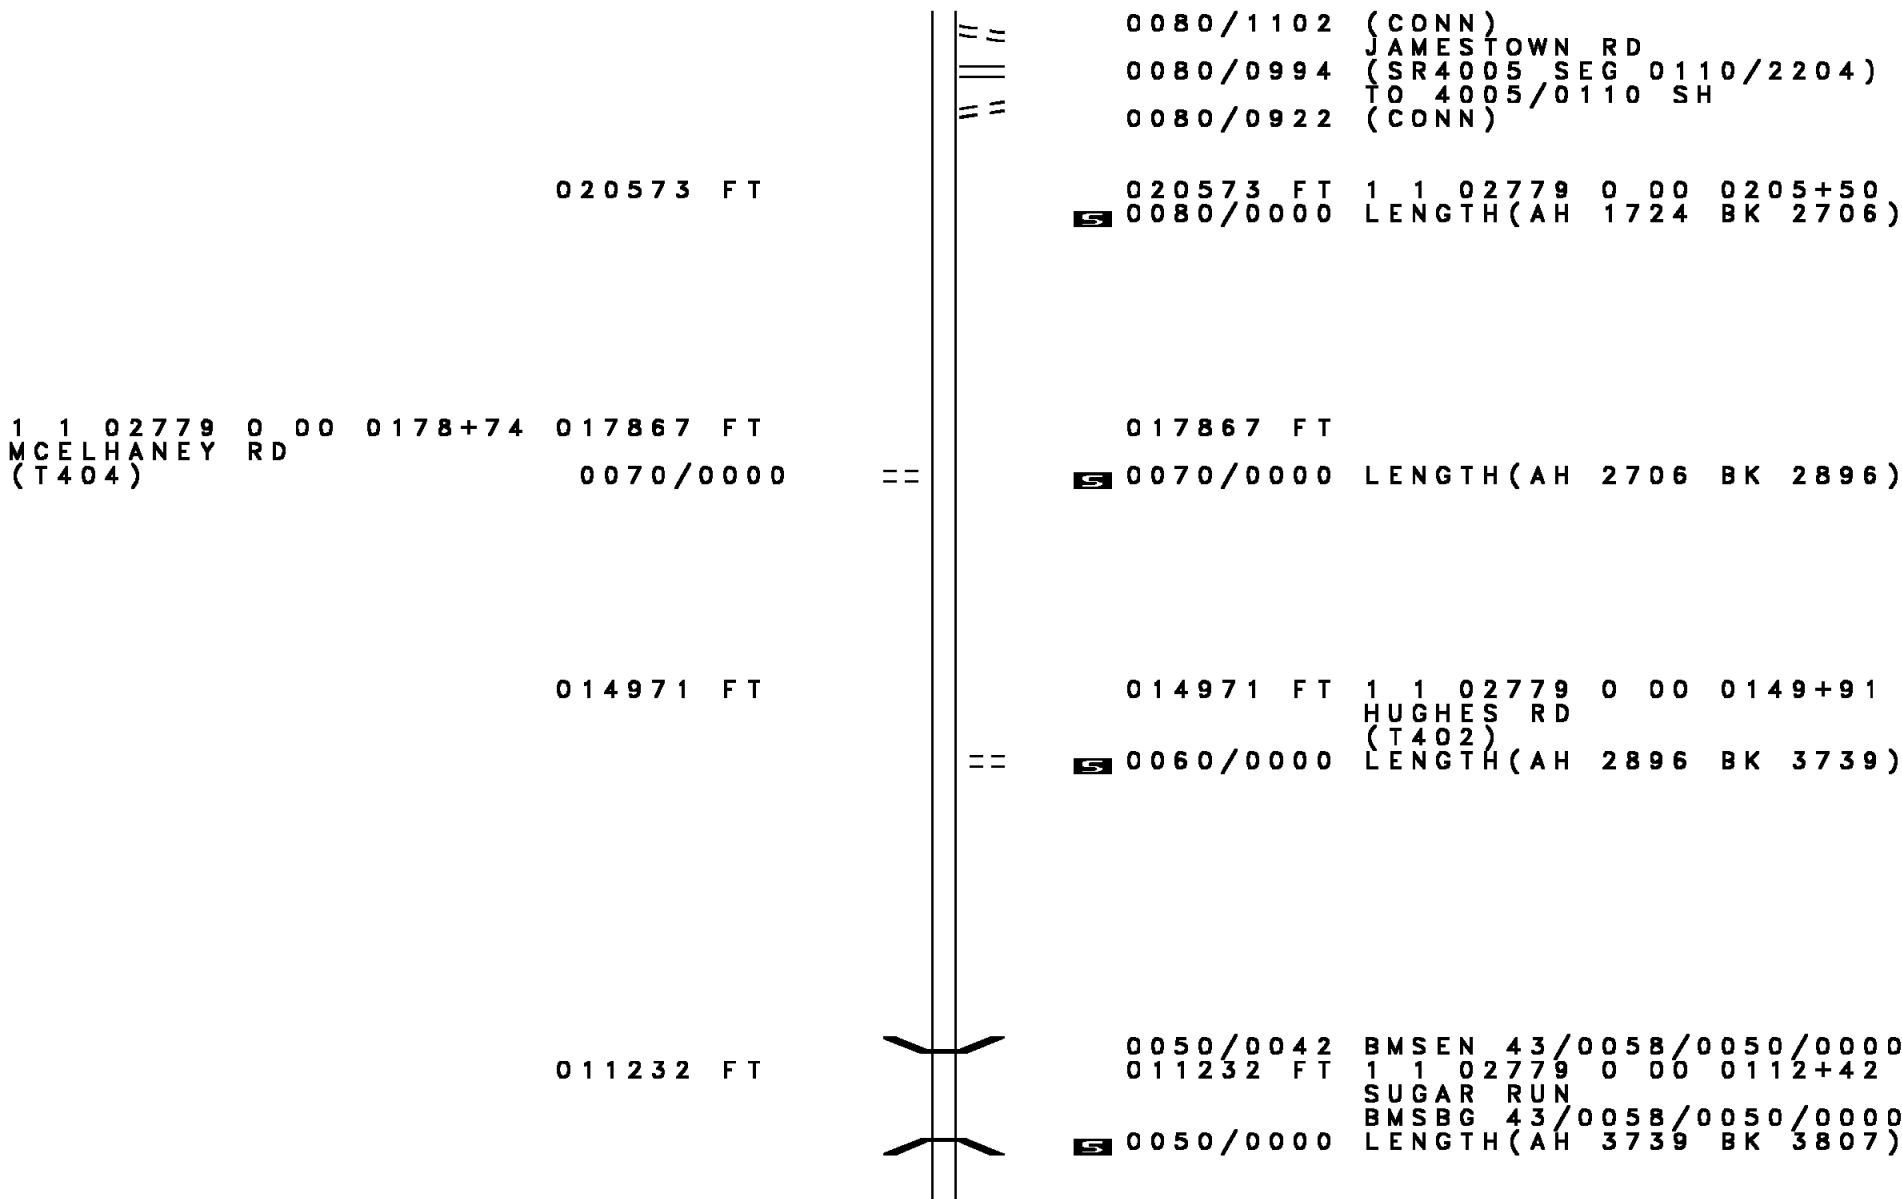 0080/1102 (CONN)
JAMESTOWN RD
0080/0994 (SR4005 SEG 0110/2204)
TO 4005/0110 SH
0080/0922 (CONN)
020573 FT 020573 FT 1 1 02779 0 00 0205+50
S 0080/0000 LENGTH(AH 1724 BK 2706)
1 1 02779 0 00 0178+74 017867 FT 017867 FT
MCELHANEY RD
(T404) 0070/0000 S 0070/0000 LENGTH(AH 2706 BK 2896)
014971 FT 014971 FT 1 1 02779 0 00 0149+91
HUGHES RD
(T402)
S 0060/0000 LENGTH(AH 2896 BK 3739)
0050/0042 BMSEN 43/0058/0050/0000
011232 FT 011232 FT 1 1 02779 0 00 0112+42
SUGAR RUN
BMSBG 43/0058/0050/0000
S 0050/0000 LENGTH(AH 3739 BK 3807)